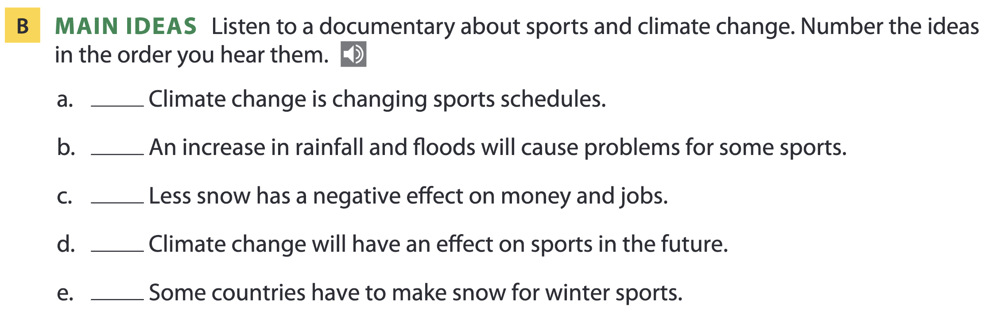 B MAIN IDEAS Listen to a documentary about sports and climate change. Number the ideas
in the order you hear them.
a. _____ Climate change is changing sports schedules.
b. _____ An increase in rainfall and floods will cause problems for some sports.
c. _____ Less snow has a negative effect on money and jobs.
d. _____ Climate change will have an effect on sports in the future.
e. _____ Some countries have to make snow for winter sports.